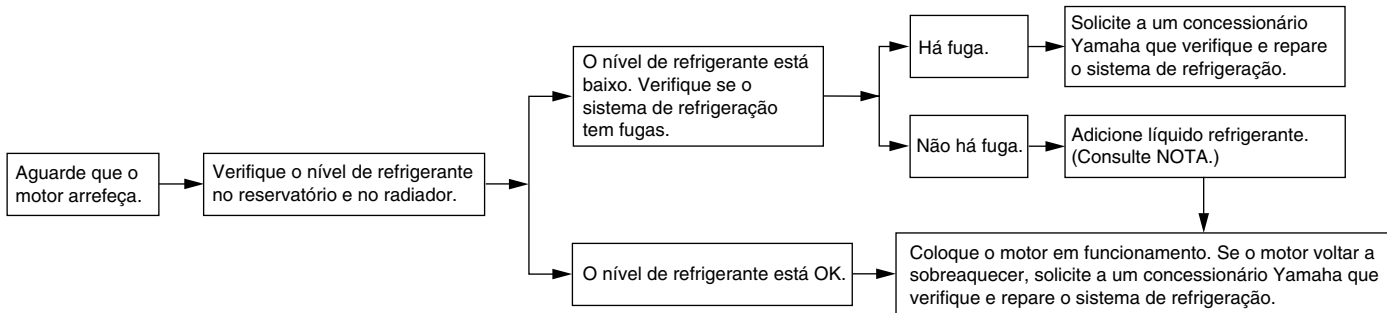 Aguarde que o
motor arrefeça.
Verifique o nível de refrigerante
no reservatório e no radiador.
O nível de refrigerante está
baixo. Verifique se o
sistema de refrigeração
tem fugas.
Há fuga.
Solicite a um concessionário
Yamaha que verifique e repare
o sistema de refrigeração.
Não há fuga.
Adicione líquido refrigerante.
(Consulte NOTA.)
O nível de refrigerante está OK.
Coloque o motor em funcionamento. Se o motor voltar a
sobreaquecer, solicite a um concessionário Yamaha que
verifique e repare o sistema de refrigeração.